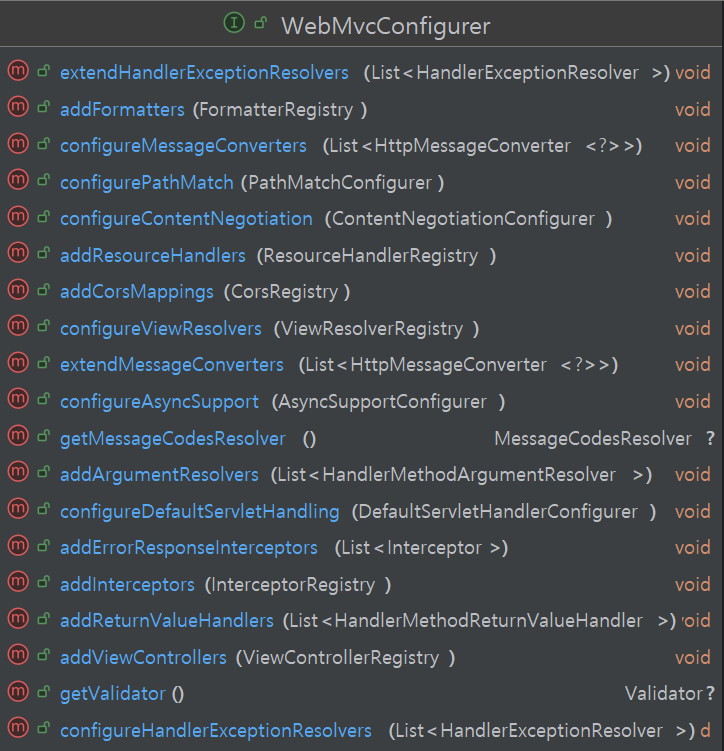 WebMvcConfigurer
extendHandlerExceptionResolvers (List<HandlerExceptionResolver >) void
addFormatters (FormatterRegistry ) void
configureMessageConverters (List<HttpMessageConverter <?>>) void
configurePathMatch (PathMatchConfigurer ) void
configureContentNegotiation (ContentNegotiationConfigurer ) void
addResourceHandlers (ResourceHandlerRegistry ) void
addCorsMappings (CorsRegistry ) void
configureViewResolvers (ViewResolverRegistry ) void
extendMessageConverters (List<HttpMessageConverter <?>>) void
configureAsyncSupport (AsyncSupportConfigurer ) void
getMessageCodesResolver () MessageCodesResolver ?
addArgumentResolvers (List<HandlerMethodArgumentResolver >) void
configureDefaultServletHandling (DefaultServletHandlerConfigurer ) void
addErrorResponseInterceptors (List<Interceptor >) void
addInterceptors (InterceptorRegistry ) void
addReturnValueHandlers (List<HandlerMethodReturnValueHandler >) void
addViewControllers (ViewControllerRegistry ) void
getValidator () Validator ?
configureHandlerExceptionResolvers (List<HandlerExceptionResolver >) d